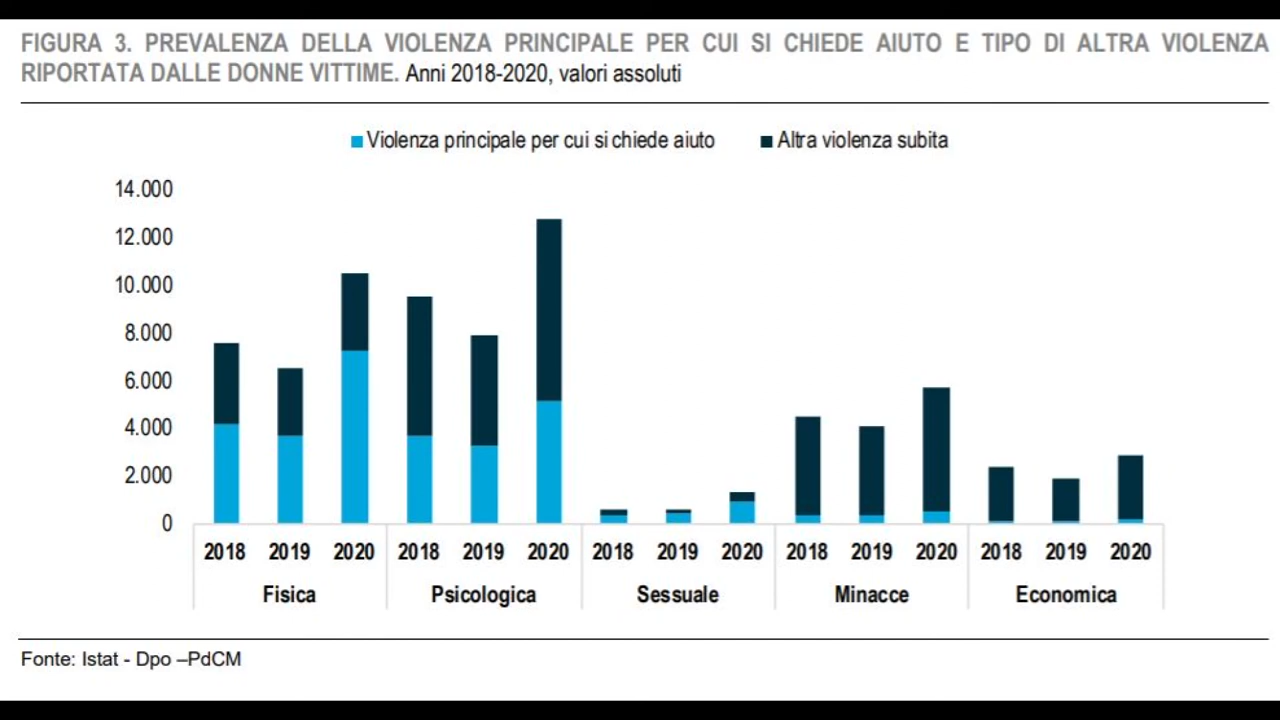 FIGURA 3. PREVALENZA DELLA VIOLENZA PRINCIPALE PER CUI SI CHIEDE AIUTO E TIPO DI ALTRA VIOLENZA
RIPORTATA DALLE DONNE VITTIME. Anni 2018-2020, valori assoluti
Violenza principale per cui si chiede aiuto Altra violenza subita
14.000
12.000
10.000
8.000
6.000
4.000
2.000
0
2018 2019 2020 2018 2019 2020 2018 2019 2020 2018 2019 2020 2018 2019 2020
Fisica Psicologica Sessuale Minacce Economica
Fonte: Istat - Dpo –PdCM